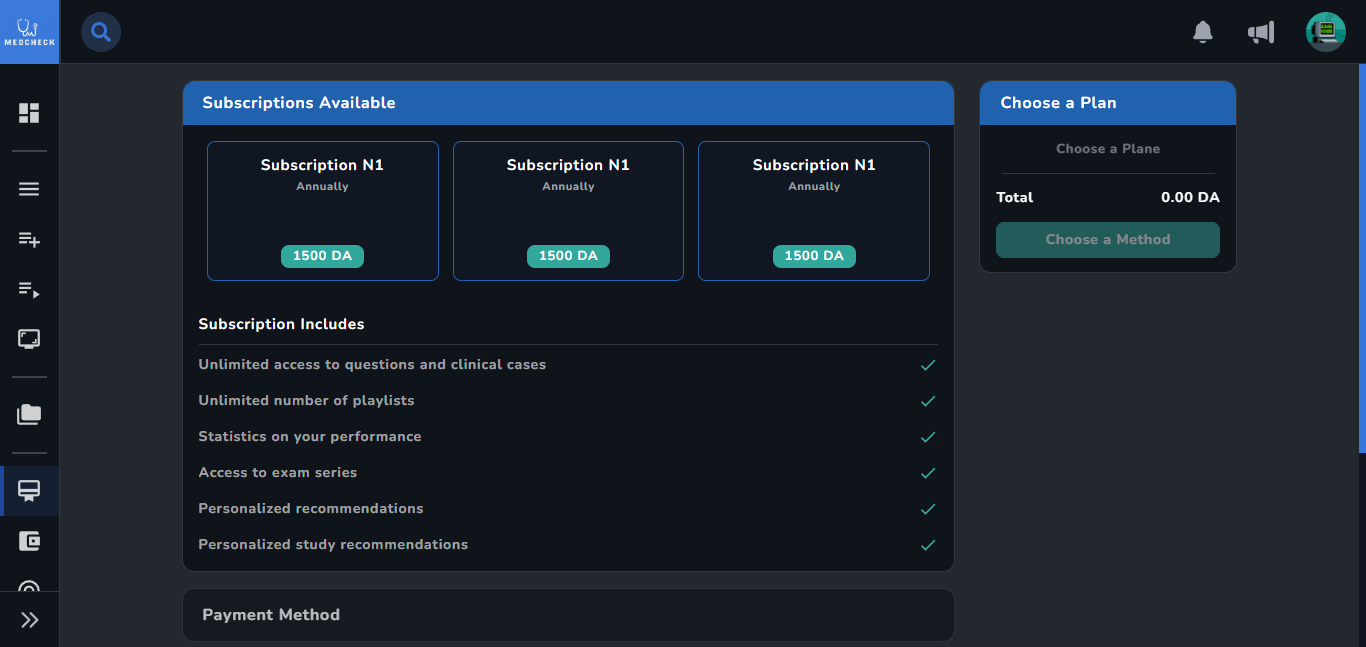 MEDCHECK
Subscriptions Available
Subscription N1
Annually
1500 DA
Subscription N1
Annually
1500 DA
Subscription N1
Annually
1500 DA
Subscription Includes
Unlimited access to questions and clinical cases
Unlimited number of playlists
Statistics on your performance
Access to exam series
Personalized recommendations
Personalized study recommendations
Payment Method
Choose a Plan
Choose a Plane
Total 0.00 DA
Choose a Method